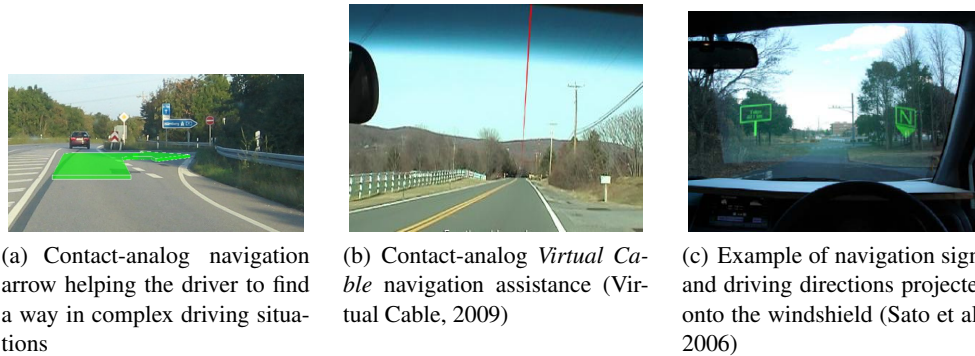 N
(a) Contact-analog navigation
arrow helping the driver to find
a way in complex driving situa-
tions
(b) Contact-analog Virtual Ca-
ble navigation assistance (Vir-
tual Cable, 2009)
(c) Example of navigation sign
and driving directions projecte
onto the windshield (Sato et al
2006)